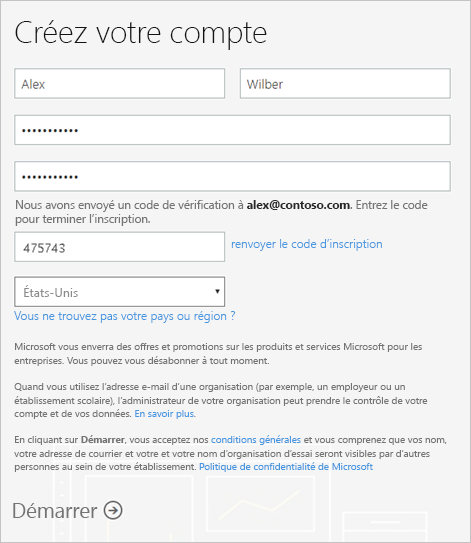 Créez votre compte
Alex Wilber
•••••••••••
•••••••••••
Nous avons envoyé un code de vérification à alex@contoso.com. Entrez le code
pour terminer l'inscription.
475743 renvoyer le code d'inscription
États-Unis
Vous ne trouvez pas votre pays ou région ?
Microsoft vous enverra des offres et promotions sur les produits et services Microsoft pour les
entreprises. Vous pouvez vous désabonner à tout moment.
Quand vous utilisez l'adresse e-mail d'une organisation (par exemple, un employeur ou un
établissement scolaire), l'administrateur de votre organisation peut prendre le contrôle de votre
compte et de vos données. En savoir plus.
En cliquant sur Démarrer, vous acceptez nos conditions générales et vous comprenez que vos nom,
votre adresse de courrier et votre et votre nom d'organisation d'essai seront visibles par d'autres
personnes au sein de votre établissement. Politique de confidentialité de Microsoft
Démarrer